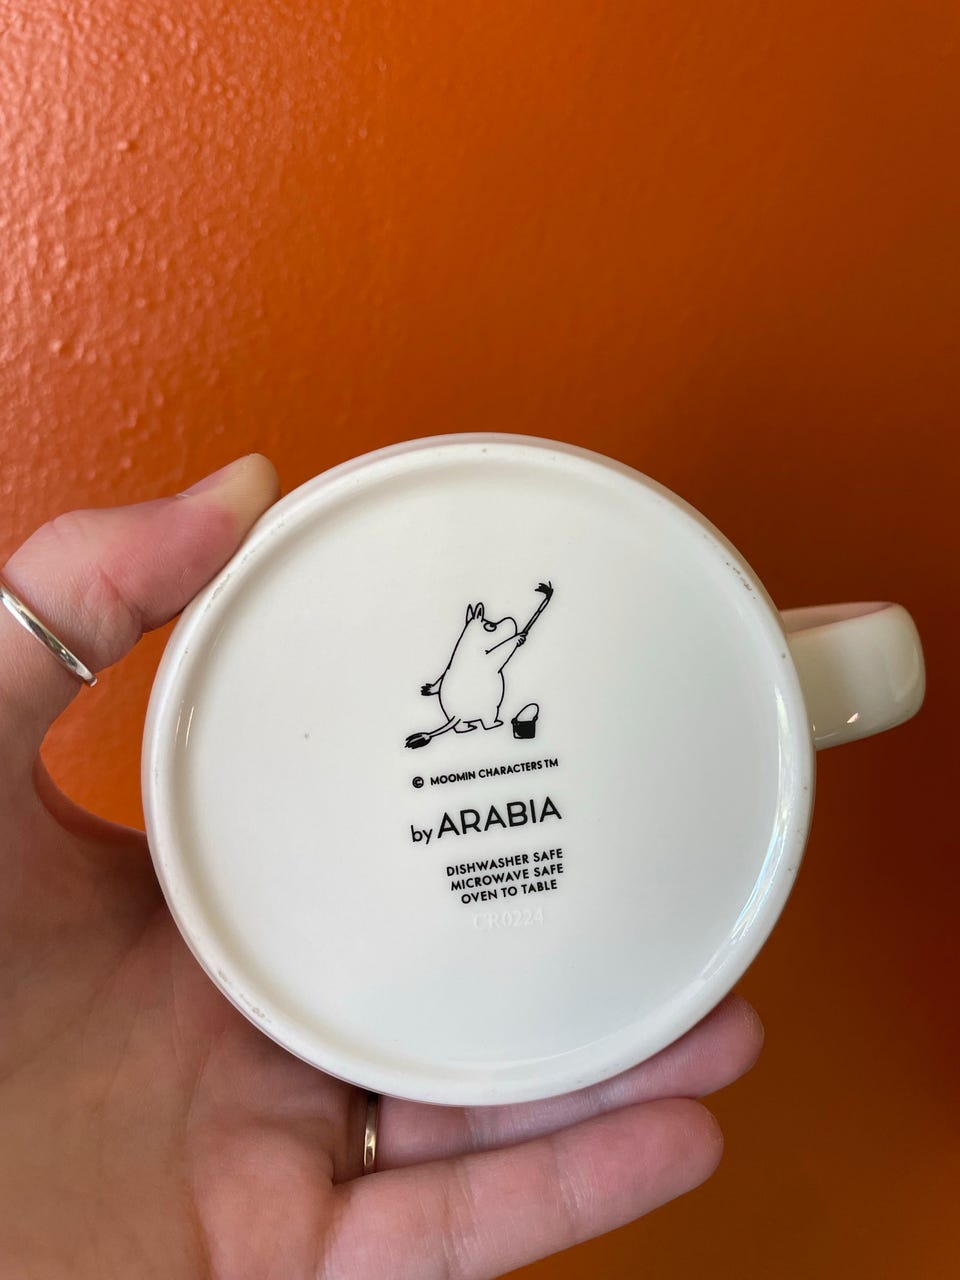 © MOOMIN CHARACTERS TM
by ARABIA
DISHWASHER SAFE
MICROWAVE SAFE
OVEN TO TABLE
CR0224